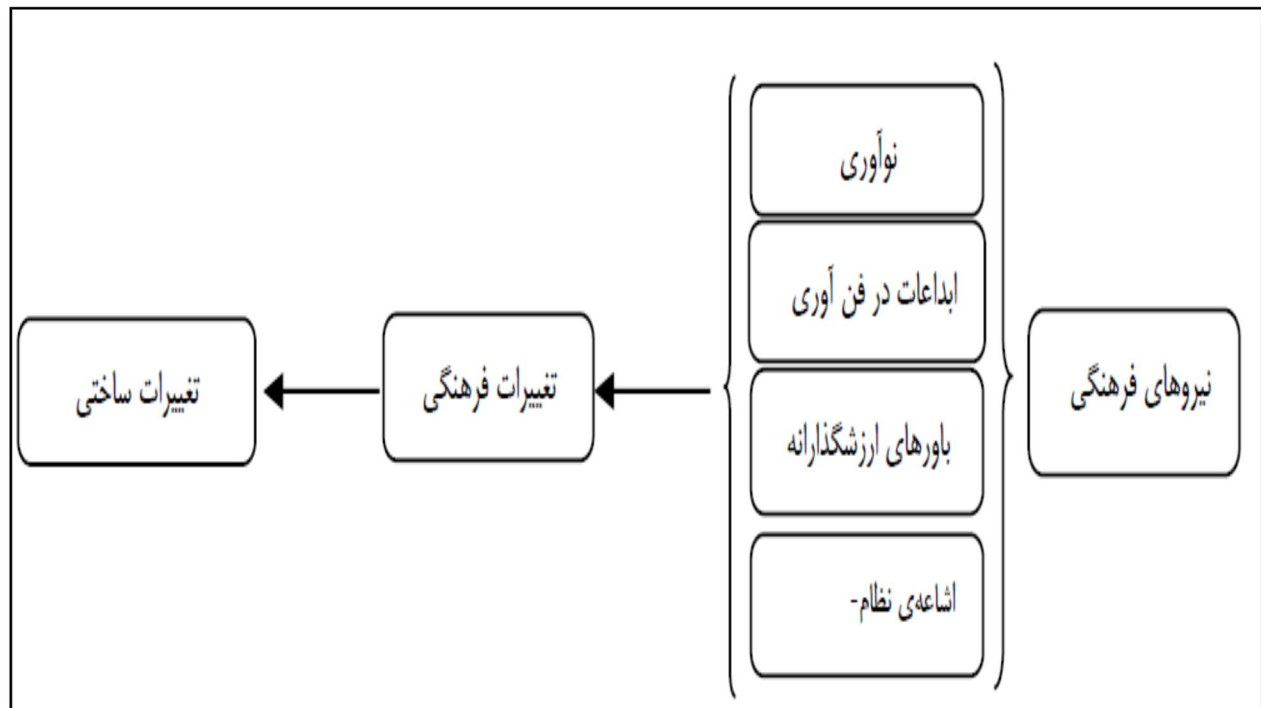 نیروهای فرهنگی
نوآوری
ابداعات در فن آوری
باورهای ارزشگذارانه
اشاعه‌ی نظام-
تغییرات فرهنگی
تغییرات ساختی